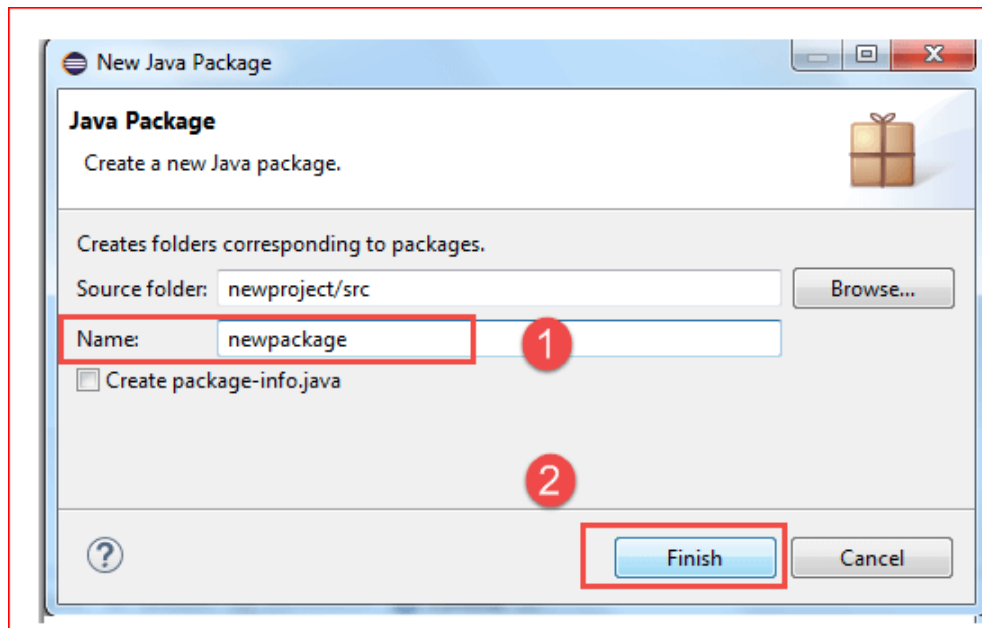 New Java Package
Java Package
Create a new Java package.
Creates folders corresponding to packages.
Source folder: newproject/src Browse...
Name: newpackage 1
Create package-info.java
2
? Finish Cancel